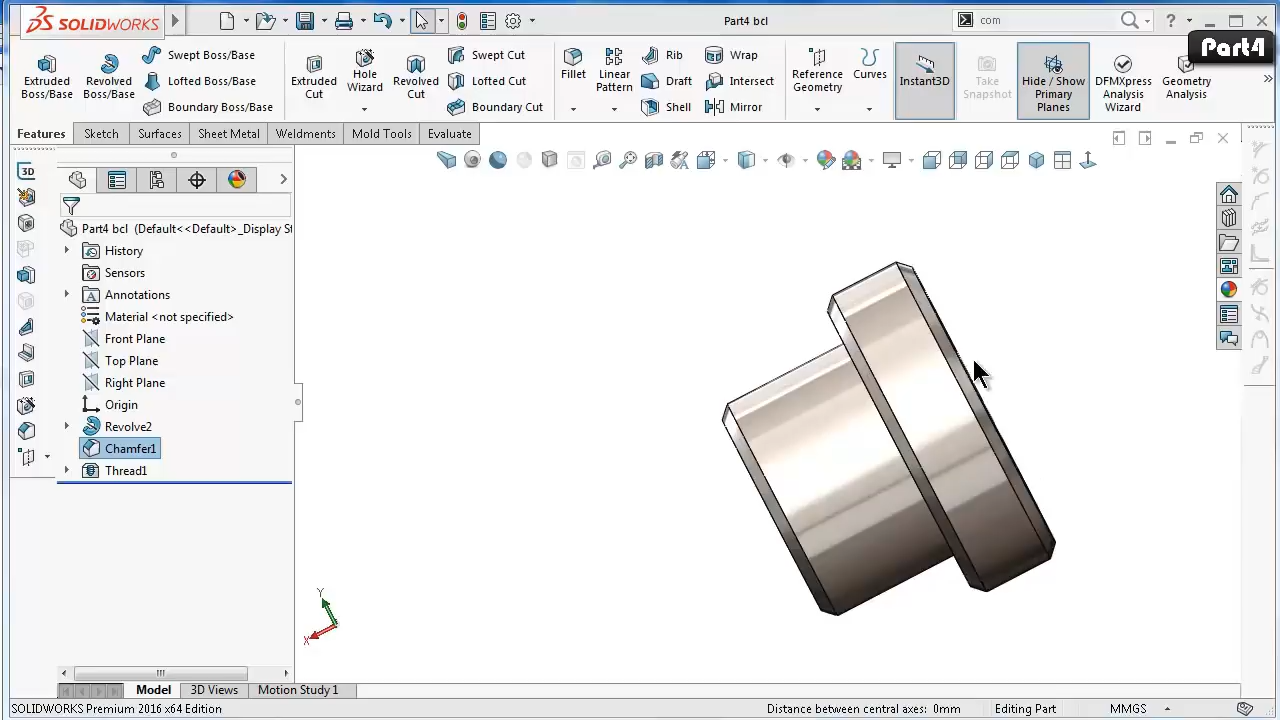 SOLIDWORKS
Part4 bcl
com
Part4
Extruded Boss/Base
Revolved Boss/Base
Swept Boss/Base
Lofted Boss/Base
Boundary Boss/Base
Extruded Cut
Hole Wizard
Revolved Cut
Swept Cut
Lofted Cut
Boundary Cut
Fillet
Linear Pattern
Rib
Draft
Shell
Wrap
Intersect
Mirror
Reference Geometry
Curves
Instant3D
Take Snapshot
Hide / Show Primary Planes
DFMXpress Analysis Wizard
Geometry Analysis
Features
Sketch
Surfaces
Sheet Metal
Weldments
Mold Tools
Evaluate
3D
Part4 bcl (Default<<Default>_Display St
History
Sensors
Annotations
Material <not specified>
Front Plane
Top Plane
Right Plane
Origin
Revolve2
Chamfer1
Thread1
Y
X
Model
3D Views
Motion Study 1
SOLIDWORKS Premium 2016 x64 Edition
Distance between central axes: 0mm
Editing Part
MMGS